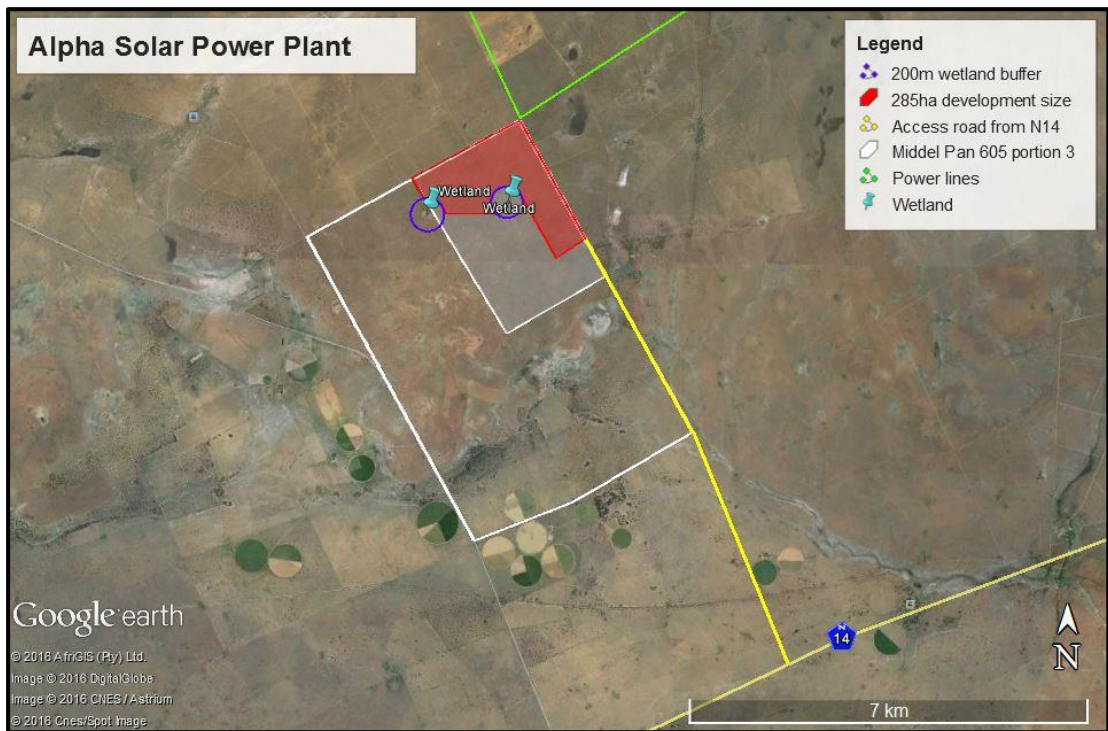 Alpha Solar Power Plant
Legend
200m wetland buffer
285ha development size
Access road from N14
Middel Pan 605 portion 3
Power lines
Wetland
Wetland
Wetland
N
14
Google earth
© 2016 AfriGIS (Pty) Ltd.
Image © 2016 DigitalGlobe
Image © 2016 CNES / Astrium
© 2016 Cnes/Spot Image
N
7 km